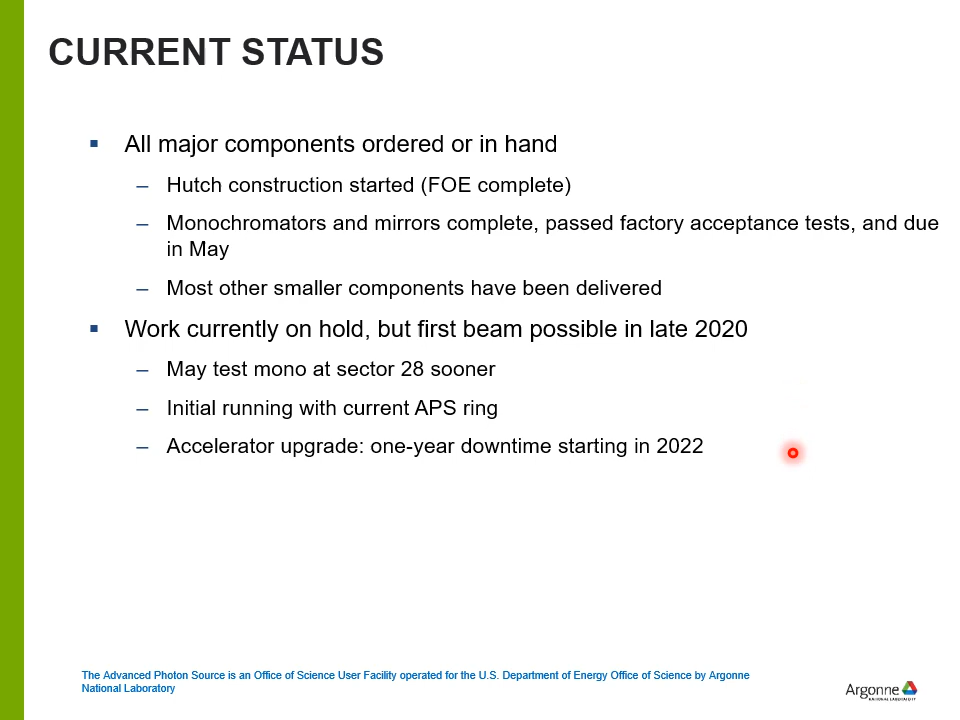 CURRENT STATUS
▪ All major components ordered or in hand
– Hutch construction started (FOE complete)
– Monochromators and mirrors complete, passed factory acceptance tests, and due
in May
– Most other smaller components have been delivered
▪ Work currently on hold, but first beam possible in late 2020
– May test mono at sector 28 sooner
– Initial running with current APS ring
– Accelerator upgrade: one-year downtime starting in 2022
The Advanced Photon Source is an Office of Science User Facility operated for the U.S. Department of Energy Office of Science by Argonne
National Laboratory
Argonne
NATIONAL LABORATORY